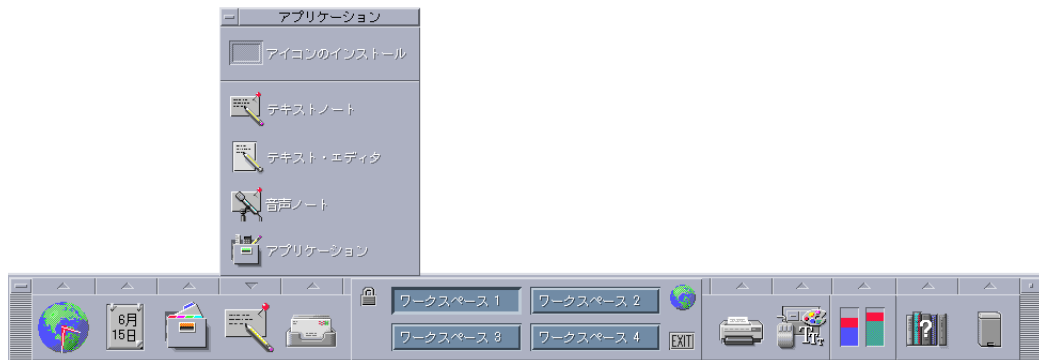 アプリケーション
アイコンのインストール
テキストノート
テキスト・エディタ
音声ノート
アプリケーション
6月
15日
ワークスペース 1
ワークスペース 2
ワークスペース 3
ワークスペース 4
EXIT
?